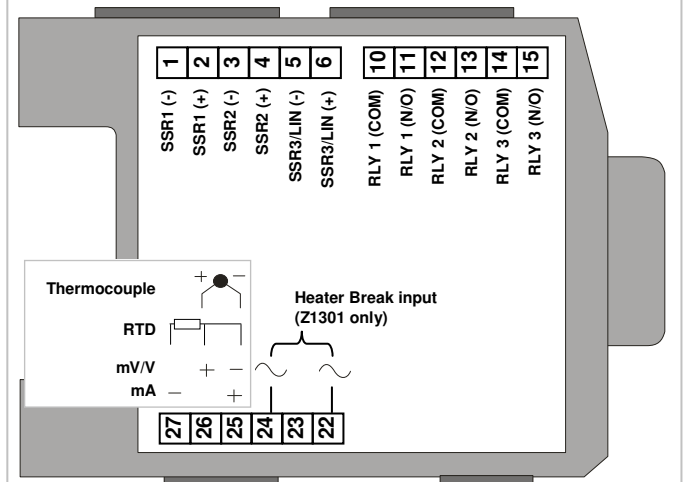 1 2 3 4 5 6
10 11 12 13 14 15
SSR1 (-)
SSR1 (+)
SSR2 (-)
SSR2 (+)
SSR3/LIN (-)
SSR3/LIN (+)
RLY 1 (COM)
RLY 1 (N/O)
RLY 2 (COM)
RLY 2 (N/O)
RLY 3 (COM)
RLY 3 (N/O)
Thermocouple + −
RTD
mV/V + −
mA − +
Heater Break input
(Z1301 only)
27 26 25 24 23 22